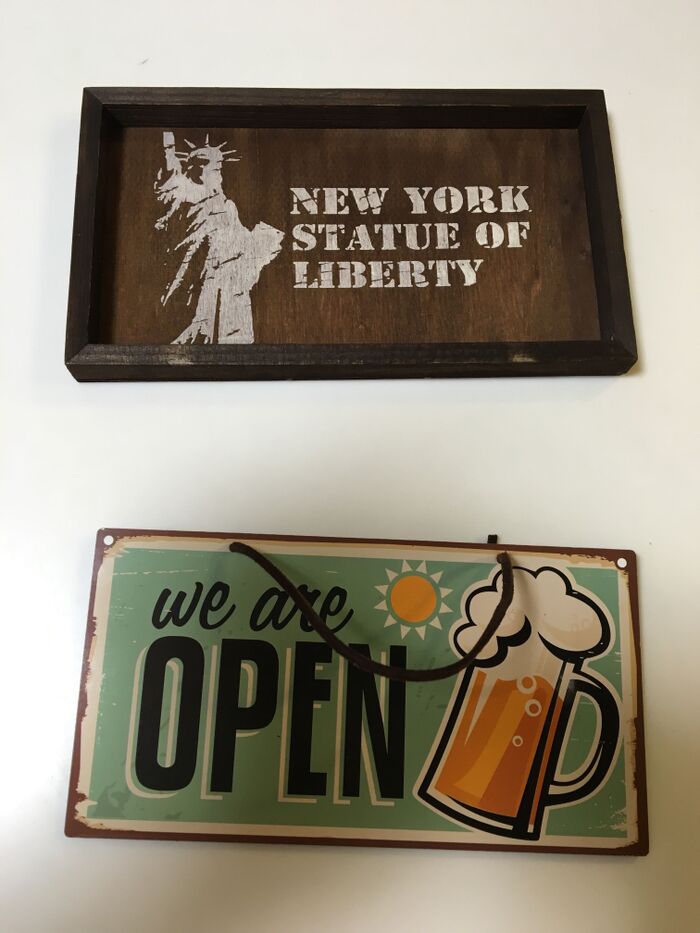 NEW YORK
STATUE OF
LIBERTY
we are
OPEN